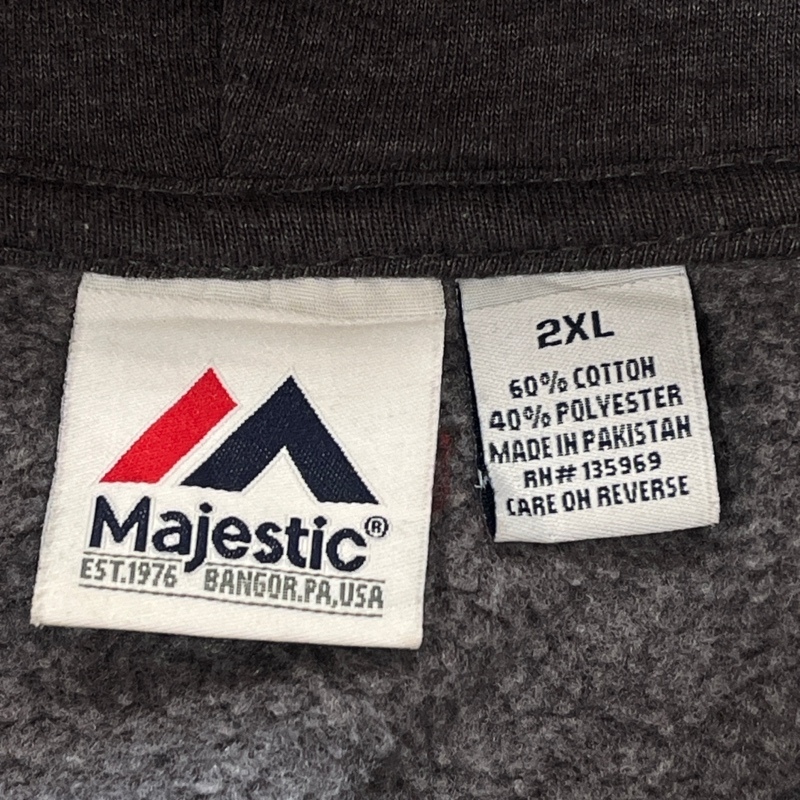 Majestic®
EST.1976 BANGOR.PA,USA
2XL
60% COTTON
40% POLYESTER
MADE IN PAKISTAN
RN# 135969
CARE ON REVERSE